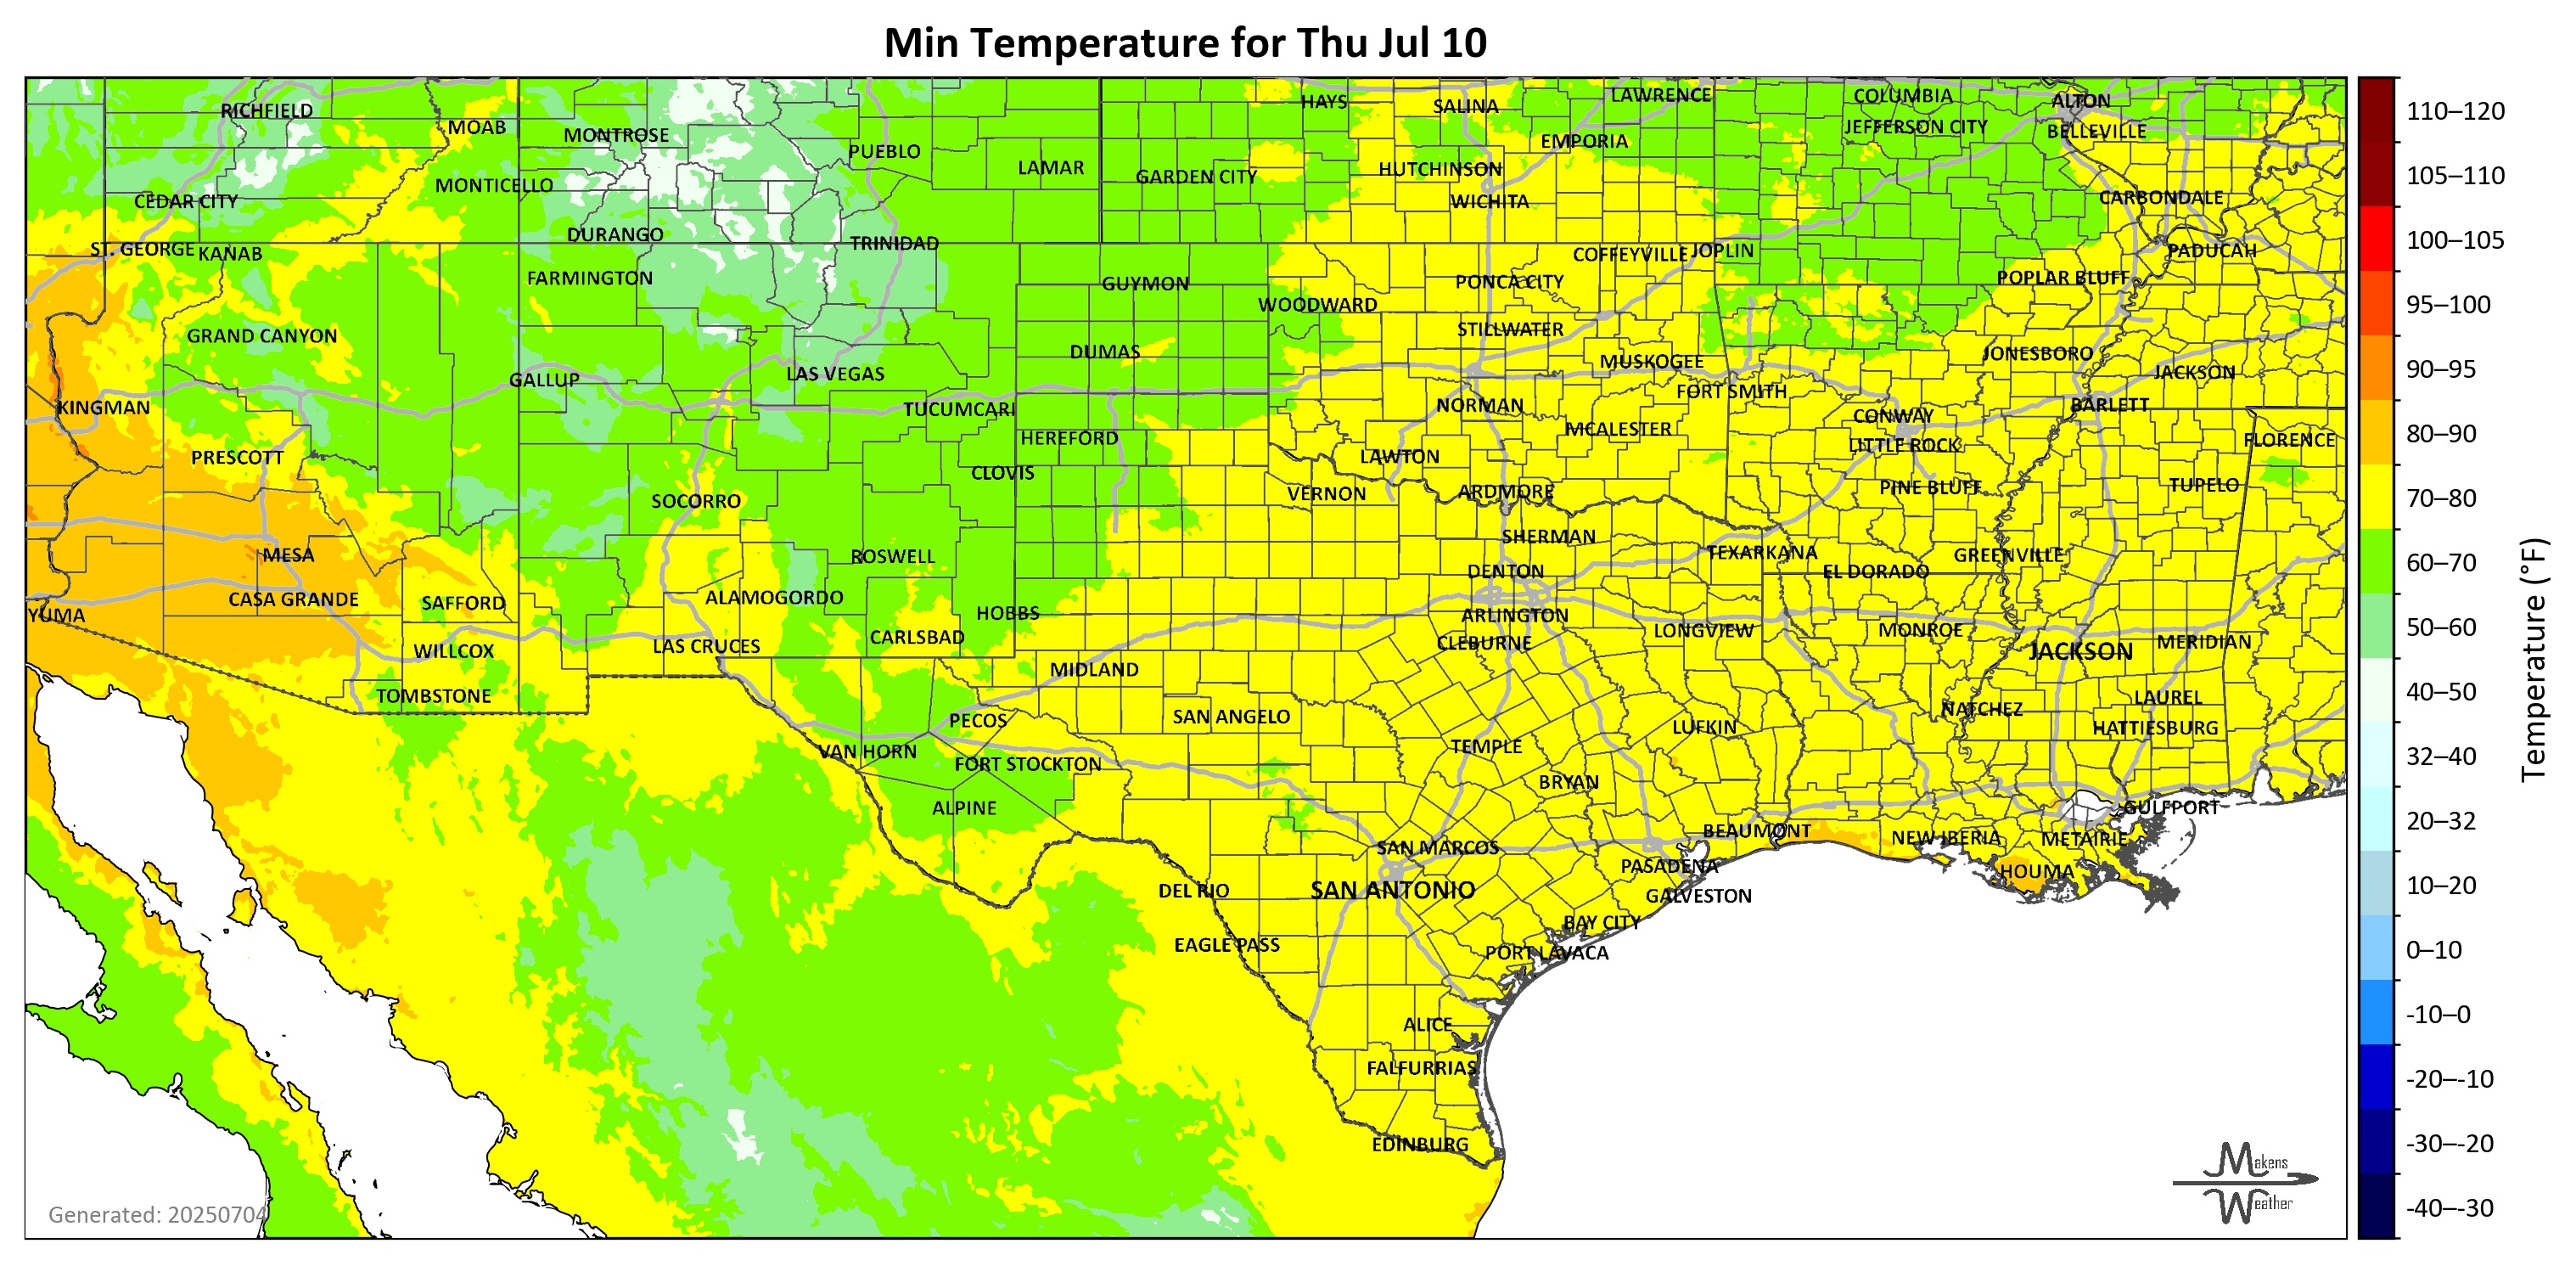 Min Temperature for Thu Jul 10
HAYS
SALINA
LAWRENCE
COLUMBIA
ALTON
RICHFIELD
MOAB
MONTROSE
PUEBLO
EMPORIA
JEFFERSON CITY
BELLEVILLE
LAMAR
GARDEN CITY
HUTCHINSON
MONTICELLO
CEDAR CITY
WICHITA
CARBONDALE
DURANGO
TRINIDAD
ST. GEORGE
KANAB
COFFEYVILLE
JOPLIN
PADUCAH
FARMINGTON
GUYMON
PONCA CITY
POPLAR BLUFF
WOODWARD
GRAND CANYON
STILLWATER
DUMAS
MUSKOGEE
JONESBORO
GALLUP
LAS VEGAS
JACKSON
FORT SMITH
KINGMAN
TUCUMCARI
NORMAN
CONWAY
BARLETT
HEREFORD
MCALESTER
LITTLE ROCK
FLORENCE
PRESCOTT
CLOVIS
LAWTON
SOCORRO
VERNON
ARDMORE
PINE BLUFF
TUPELO
SHERMAN
MESA
ROSWELL
TEXARKANA
GREENVILLE
DENTON
EL DORADO
CASA GRANDE
SAFFORD
ALAMOGORDO
HOBBS
YUMA
ARLINGTON
CARLSBAD
CLEBURNE
LONGVIEW
MONROE
MERIDIAN
WILLCOX
LAS CRUCES
JACKSON
MIDLAND
TOMBSTONE
LAUREL
PECOS
SAN ANGELO
NATCHEZ
LUFKIN
HATTIESBURG
VAN HORN
FORT STOCKTON
TEMPLE
BRYAN
ALPINE
GULFPORT
BEAUMONT
NEW IBERIA
METAIRIE
SAN MARCOS
PASADENA
HOUMA
DEL RIO
SAN ANTONIO
GALVESTON
BAY CITY
EAGLE PASS
PORT LAVACA
ALICE
FALFURRIAS
EDINBURG
Generated: 20250704
Makens
Weather
110–120
105–110
100–105
95–100
90–95
80–90
70–80
60–70
50–60
40–50
32–40
20–32
10–20
0–10
-10–0
-20–-10
-30–-20
-40–-30
Temperature (°F)